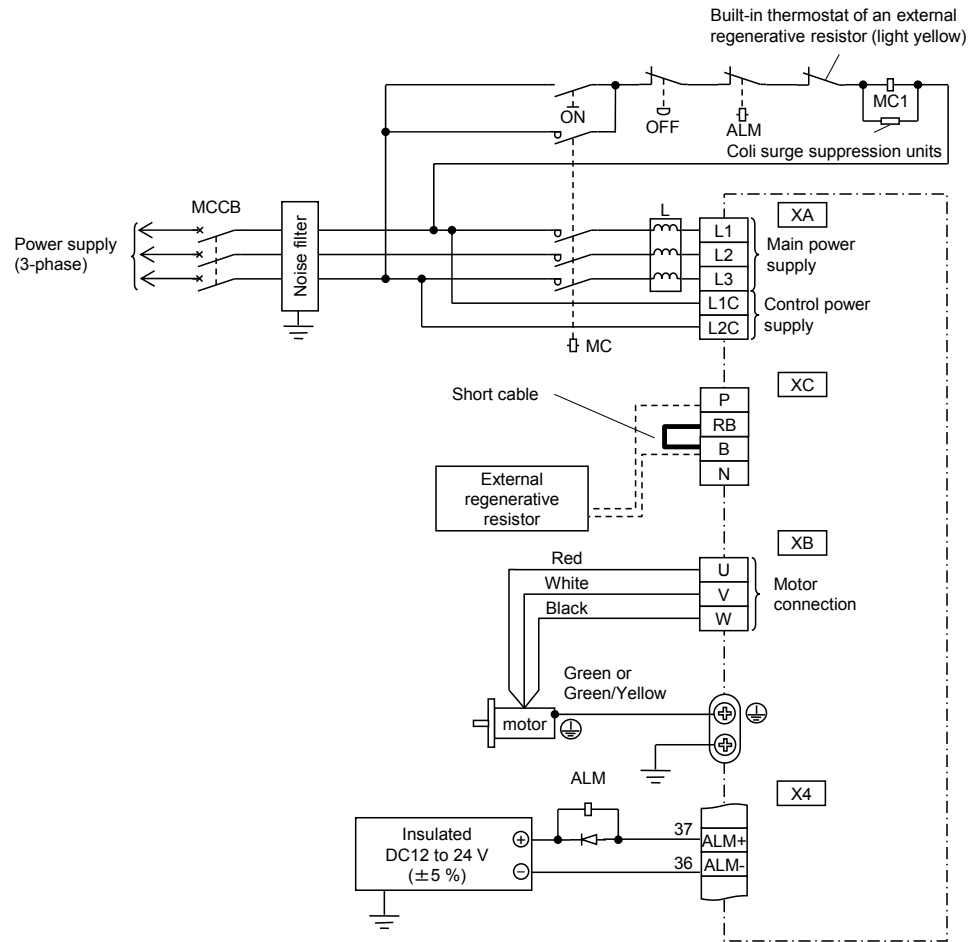 Built-in thermostat of an external
regenerative resistor (light yellow)
ON
OFF
ALM
MC1
Coli surge suppression units
MCCB
Noise filter
L
XA
Power supply
(3-phase)
L1
L2
L3
Main power
supply
L1C
L2C
Control power
supply
MC
XC
Short cable
P
RB
B
N
External
regenerative
resistor
XB
Red
White
Black
U
V
W
Motor
connection
Green or
Green/Yellow
motor
ALM
X4
Insulated
DC12 to 24 V
(±5 %)
+
−
37
ALM+
36
ALM-